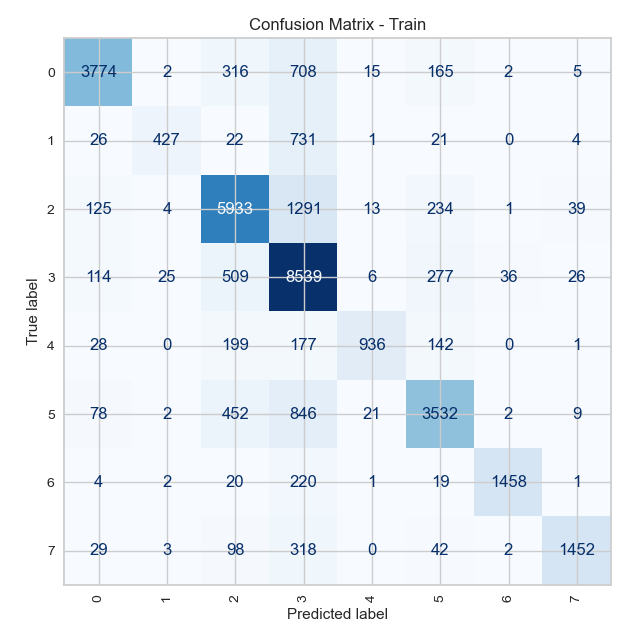 Confusion Matrix - Train
0 3774 2 316 708 15 165 2 5
1 26 427 22 731 1 21 0 4
2 125 4 5933 1291 13 234 1 39
3 114 25 509 8539 6 277 36 26
4 28 0 199 177 936 142 0 1
5 78 2 452 846 21 3532 2 9
6 4 2 20 220 1 19 1458 1
7 29 3 98 318 0 42 2 1452
0 1 2 3 4 5 6 7
Predicted label
True label